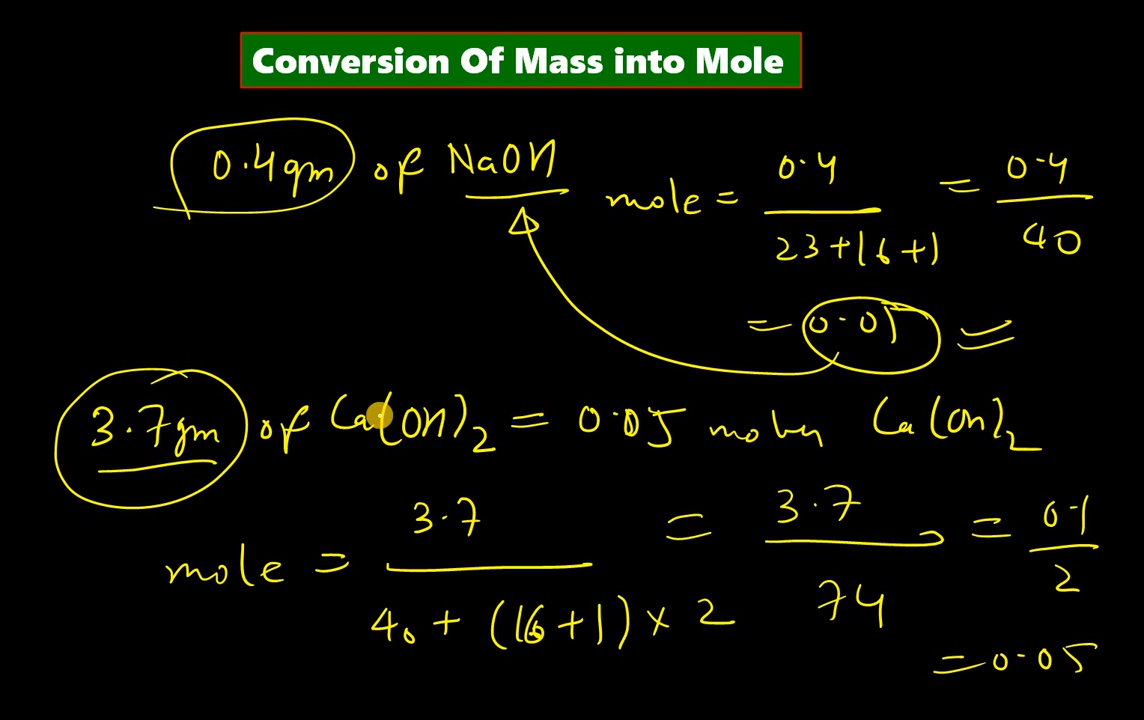 Conversion Of Mass into Mole
0.4gm of NaOH mole = 0.4 / 23+16+1 = 0.4 / 40
= 0.01
3.7gm of Ca(OH)2 = 0.05 moles Ca(OH)2
mole = 3.7 / 40 + (16+1) × 2 = 3.7 / 74 = 0.1 / 2
= 0.05